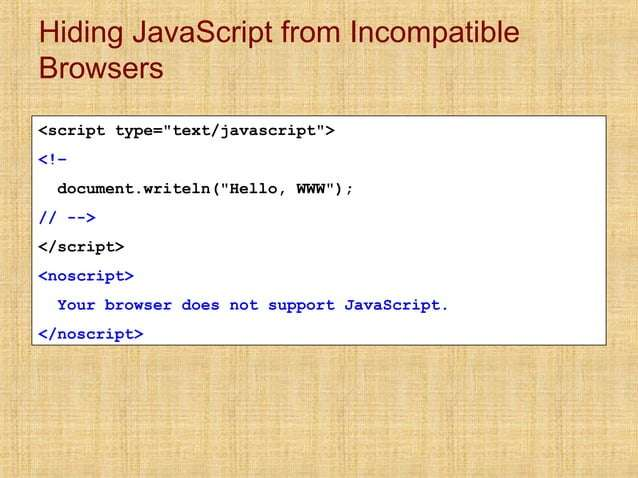 Hiding JavaScript from Incompatible
Browsers
<script type="text/javascript">
<!–
document.writeln("Hello, WWW");
// -->
</script>
<noscript>
Your browser does not support JavaScript.
</noscript>